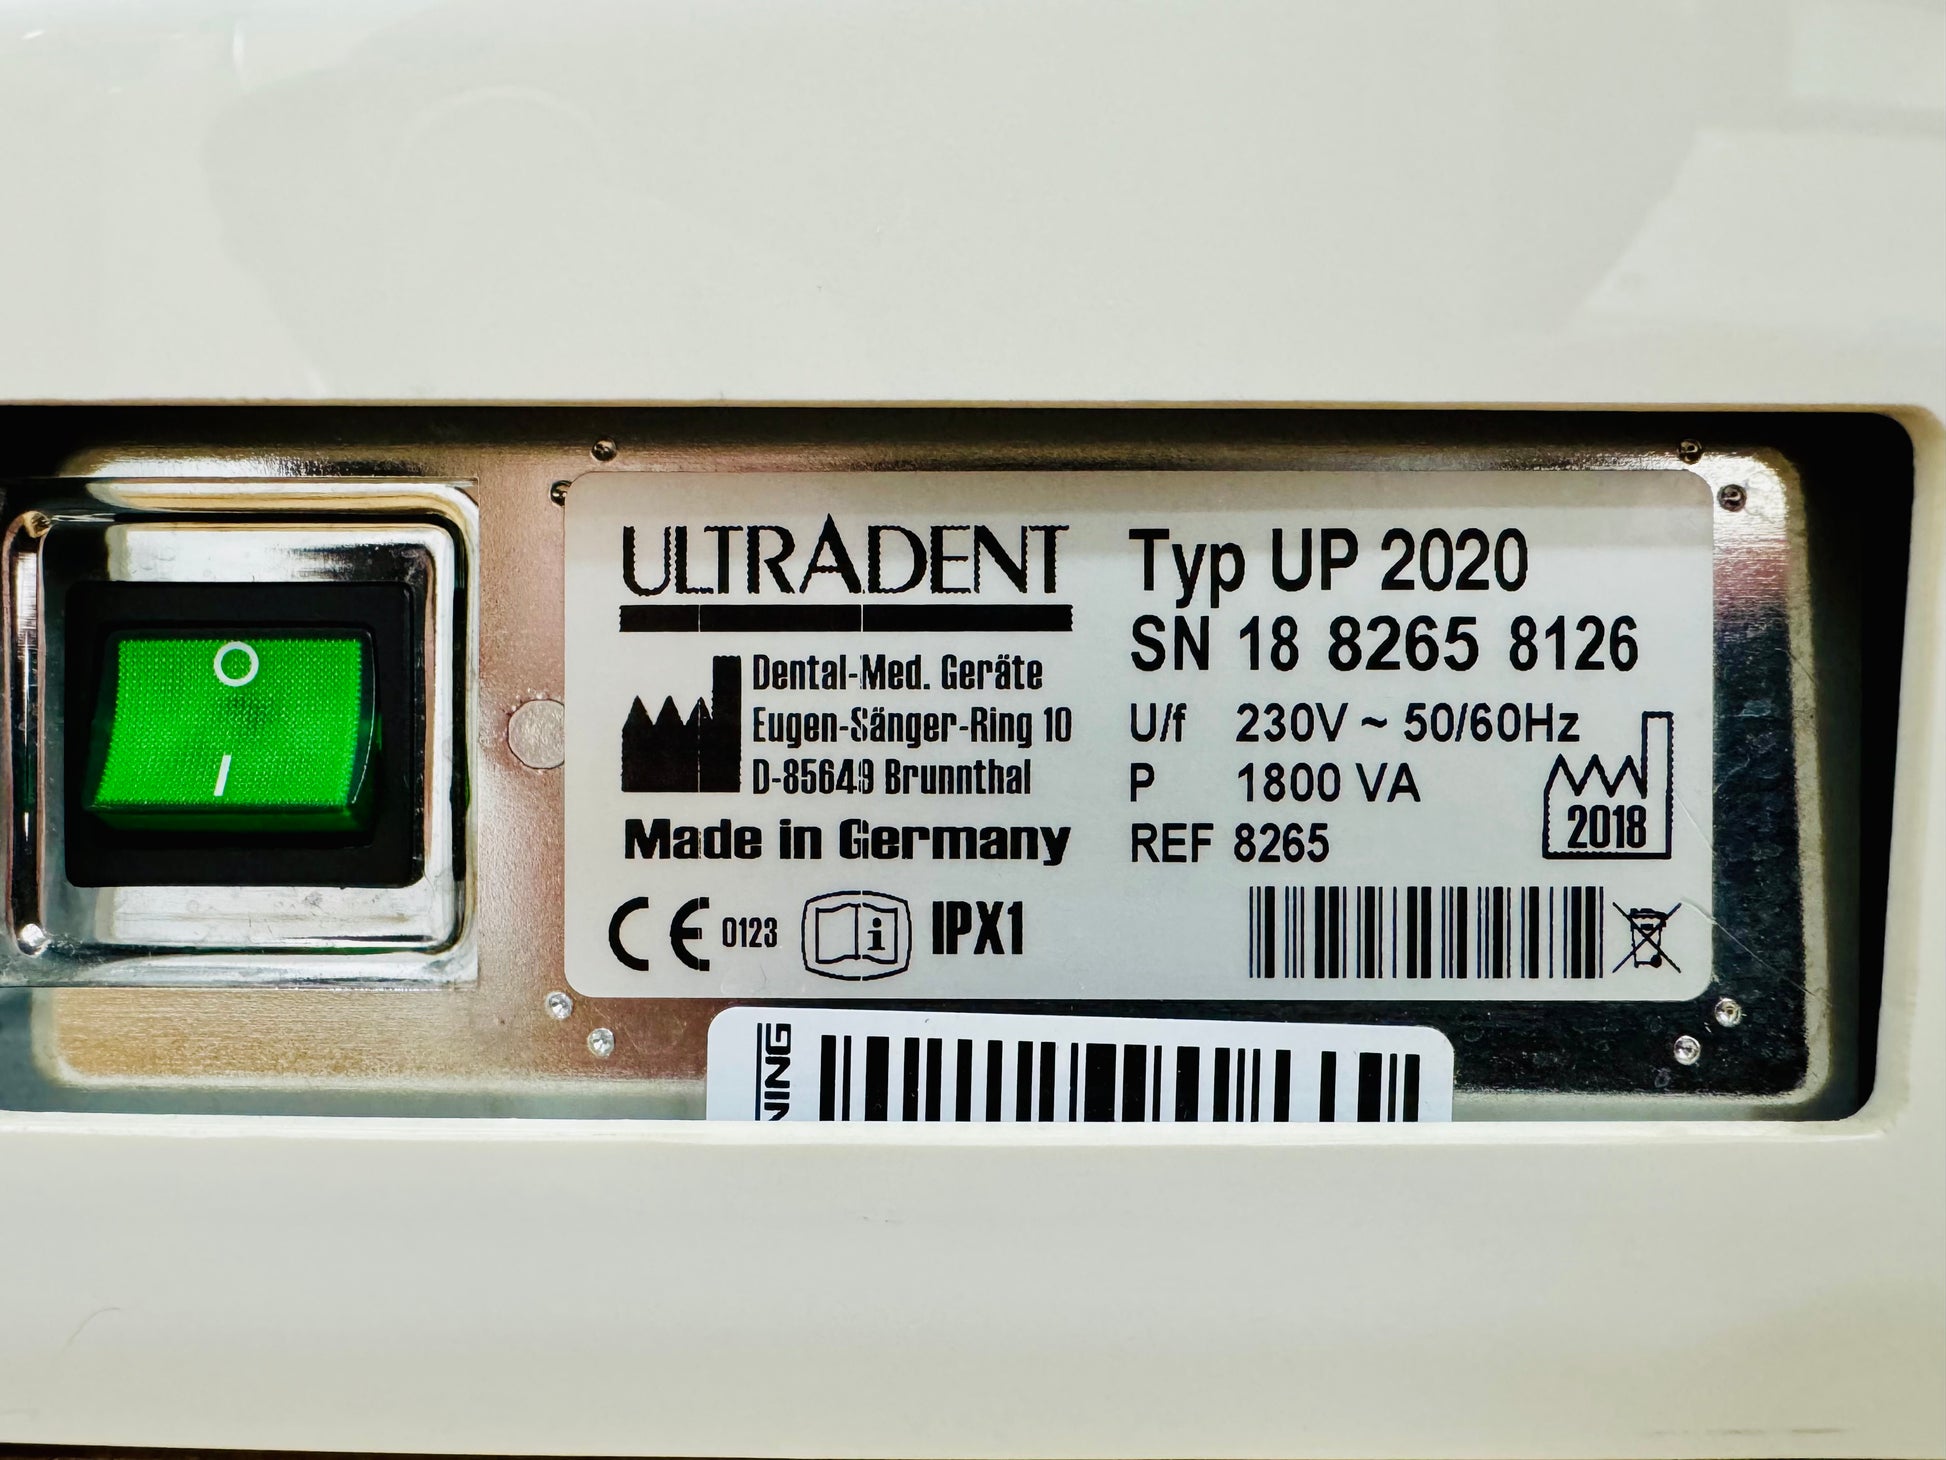 ULTRADENT
Dental-Med. Geräte
Eugen-Sänger-Ring 10
D-85649 Brunnthal
Made in Germany
CE 0123 i IPX1
Typ UP 2020
SN 18 8265 8126
U/f 230V ~ 50/60Hz
P 1800 VA
REF 8265
2018